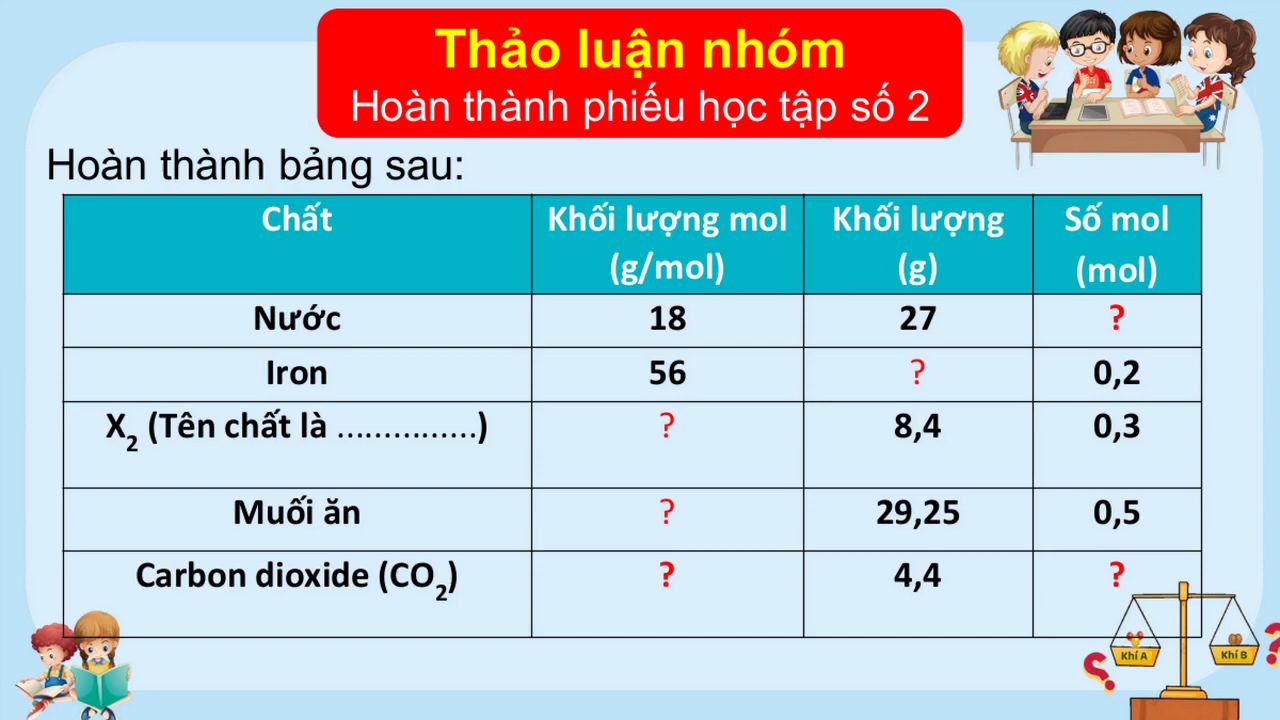 Thảo luận nhóm
Hoàn thành phiếu học tập số 2
Hoàn thành bảng sau:
Chất Khối lượng mol (g/mol) Khối lượng (g) Số mol (mol)
Nước 18 27 ?
Iron 56 ? 0,2
X₂ (Tên chất là ...............) ? 8,4 0,3
Muối ăn ? 29,25 0,5
Carbon dioxide (CO₂) ? 4,4 ?
Khí A Khí B
? ?